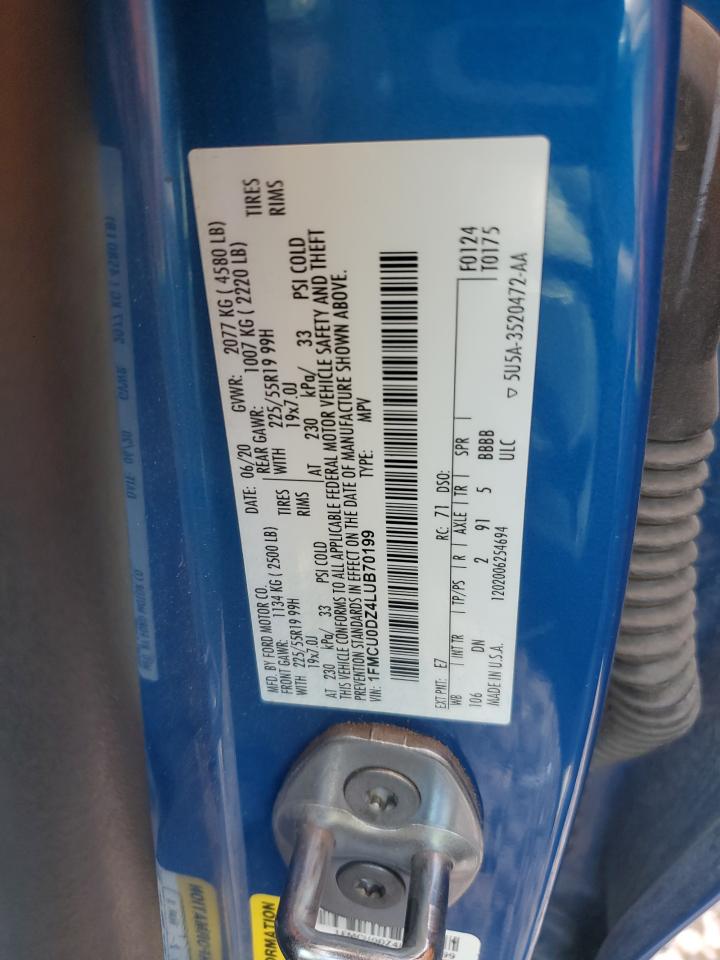 MFD. BY FORD MOTOR CO. DATE: 06/20 GVWR: 2077 KG ( 4580 LB)
FRONT GAWR: 1134 KG ( 2500 LB) REAR GAWR: 1007 KG ( 2220 LB)
WITH 225/55R19 99H TIRES WITH 225/55R19 99H TIRES
19x7.0J RIMS 19x7.0J RIMS
AT 230 kPa/ 33 PSI COLD AT 230 kPa/ 33 PSI COLD
THIS VEHICLE CONFORMS TO ALL APPLICABLE FEDERAL MOTOR VEHICLE SAFETY AND THEFT
PREVENTION STANDARDS IN EFFECT ON THE DATE OF MANUFACTURE SHOWN ABOVE.
VIN: 1FMCU0DZ4LUB70199 TYPE: MPV
EXT PNT: E7 RC: 71 DSO: F0124
WB INT TR TP/PS R AXLE TR SPR T0175
106 DN 2 91 5 BBBB
MADE IN U.S.A. 1202006254694 ULC 5U5A-3520472-AA
ORMATION
1FMCU0DZ4
99